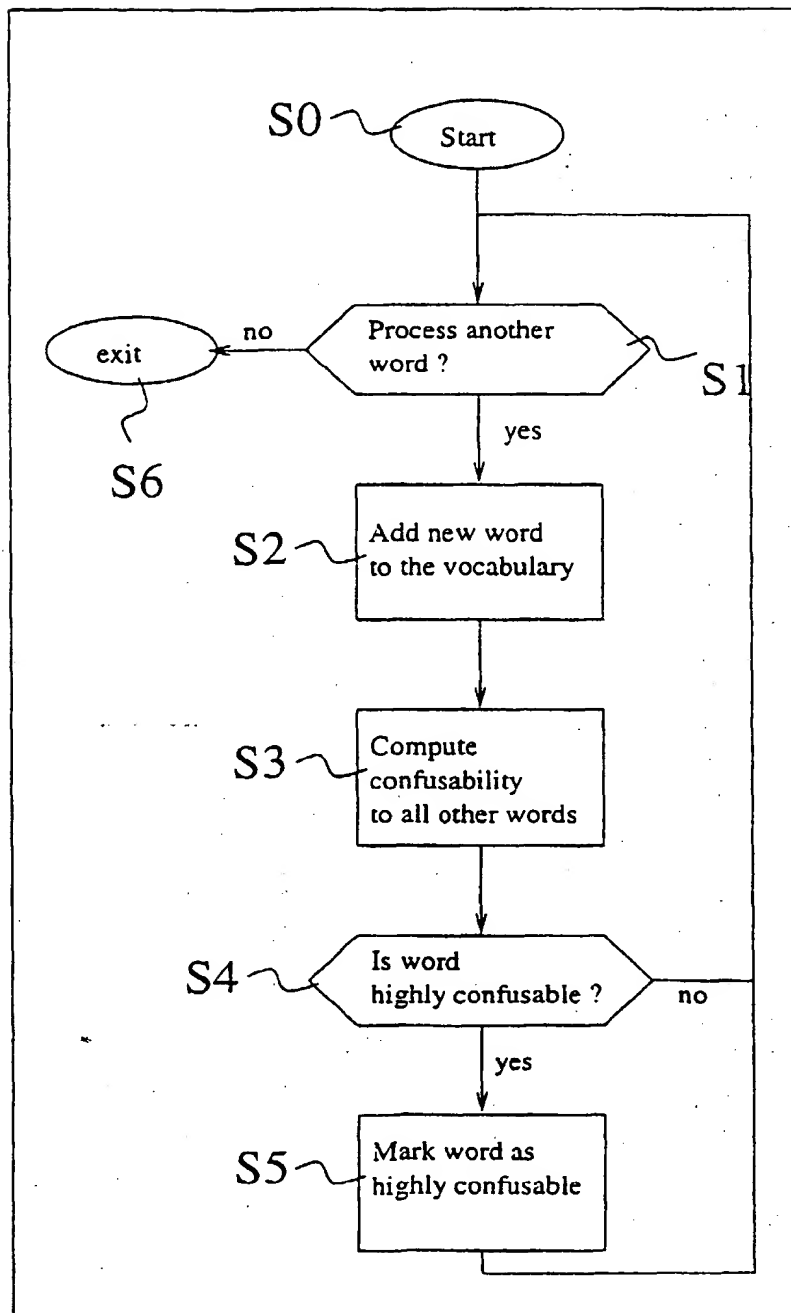 S0
Start
Process another
word ?
S1
no
exit
S6
yes
S2
Add new word
to the vocabulary
S3
Compute
confusability
to all other words
S4
Is word
highly confusable ?
no
yes
S5
Mark word as
highly confusable